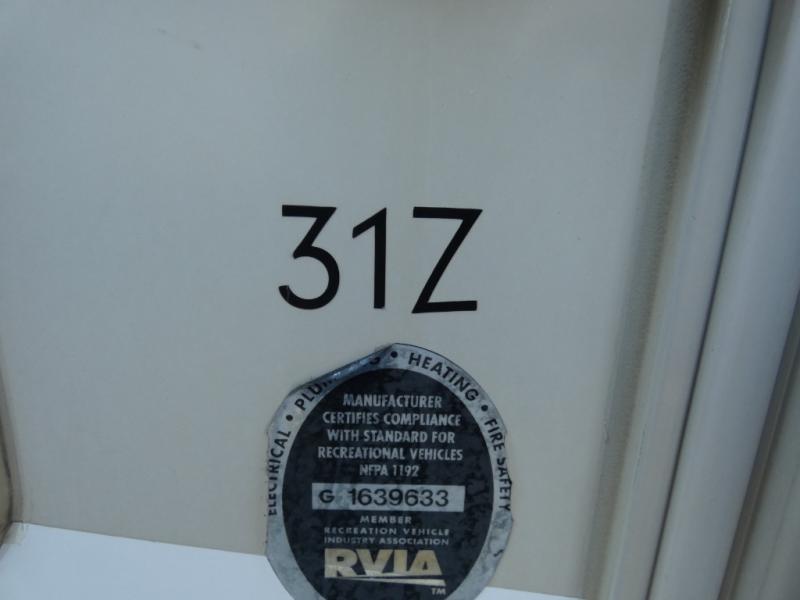 31Z
ELECTRICAL • • HEATING • FIRE SAFETY
MANUFACTURER
CERTIFIES COMPLIANCE
WITH STANDARD FOR
RECREATIONAL VEHICLES
NFPA 1192
G 1639633
MEMBER
RECREATION VEHICLE
INDUSTRY ASSOCIATION
RVIA
TM